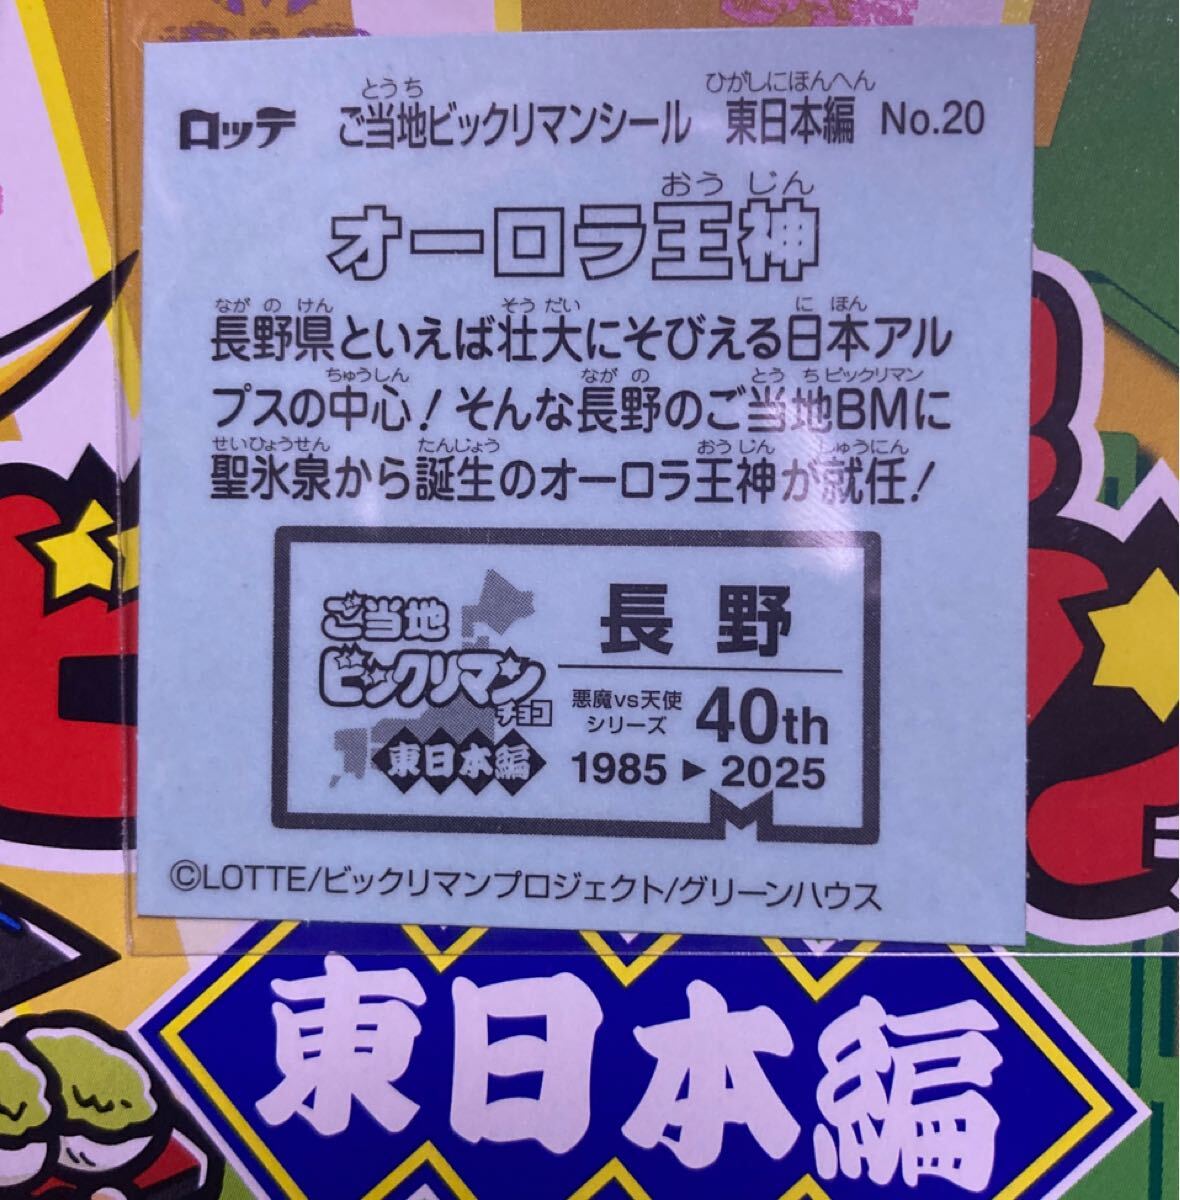 ロッテ ご当地ビックリマンシール 東日本編 No.20
とうち ひがしにほんへん
オーロラ王神
おうじん
ながのけん そうだい にほん
長野県といえば壮大にそびえる日本アル
ちゅうしん ながの とうちビックリマン
プスの中心!そんな長野のご当地BMに
せいひょうせん たんじょう おうじん しゅうにん
聖氷泉から誕生のオーロラ王神が就任!
ご当地
ビックリマン
チョコ
東日本編
長野
悪魔vs天使
シリーズ
40th
1985▶2025
©LOTTE/ビックリマンプロジェクト/グリーンハウス
東日本編